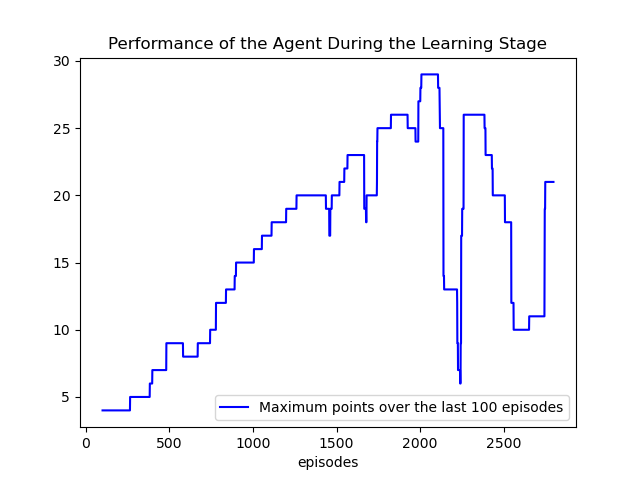 Performance of the Agent During the Learning Stage
30
25
20
15
10
5
Maximum points over the last 100 episodes
0 500 1000 1500 2000 2500
episodes